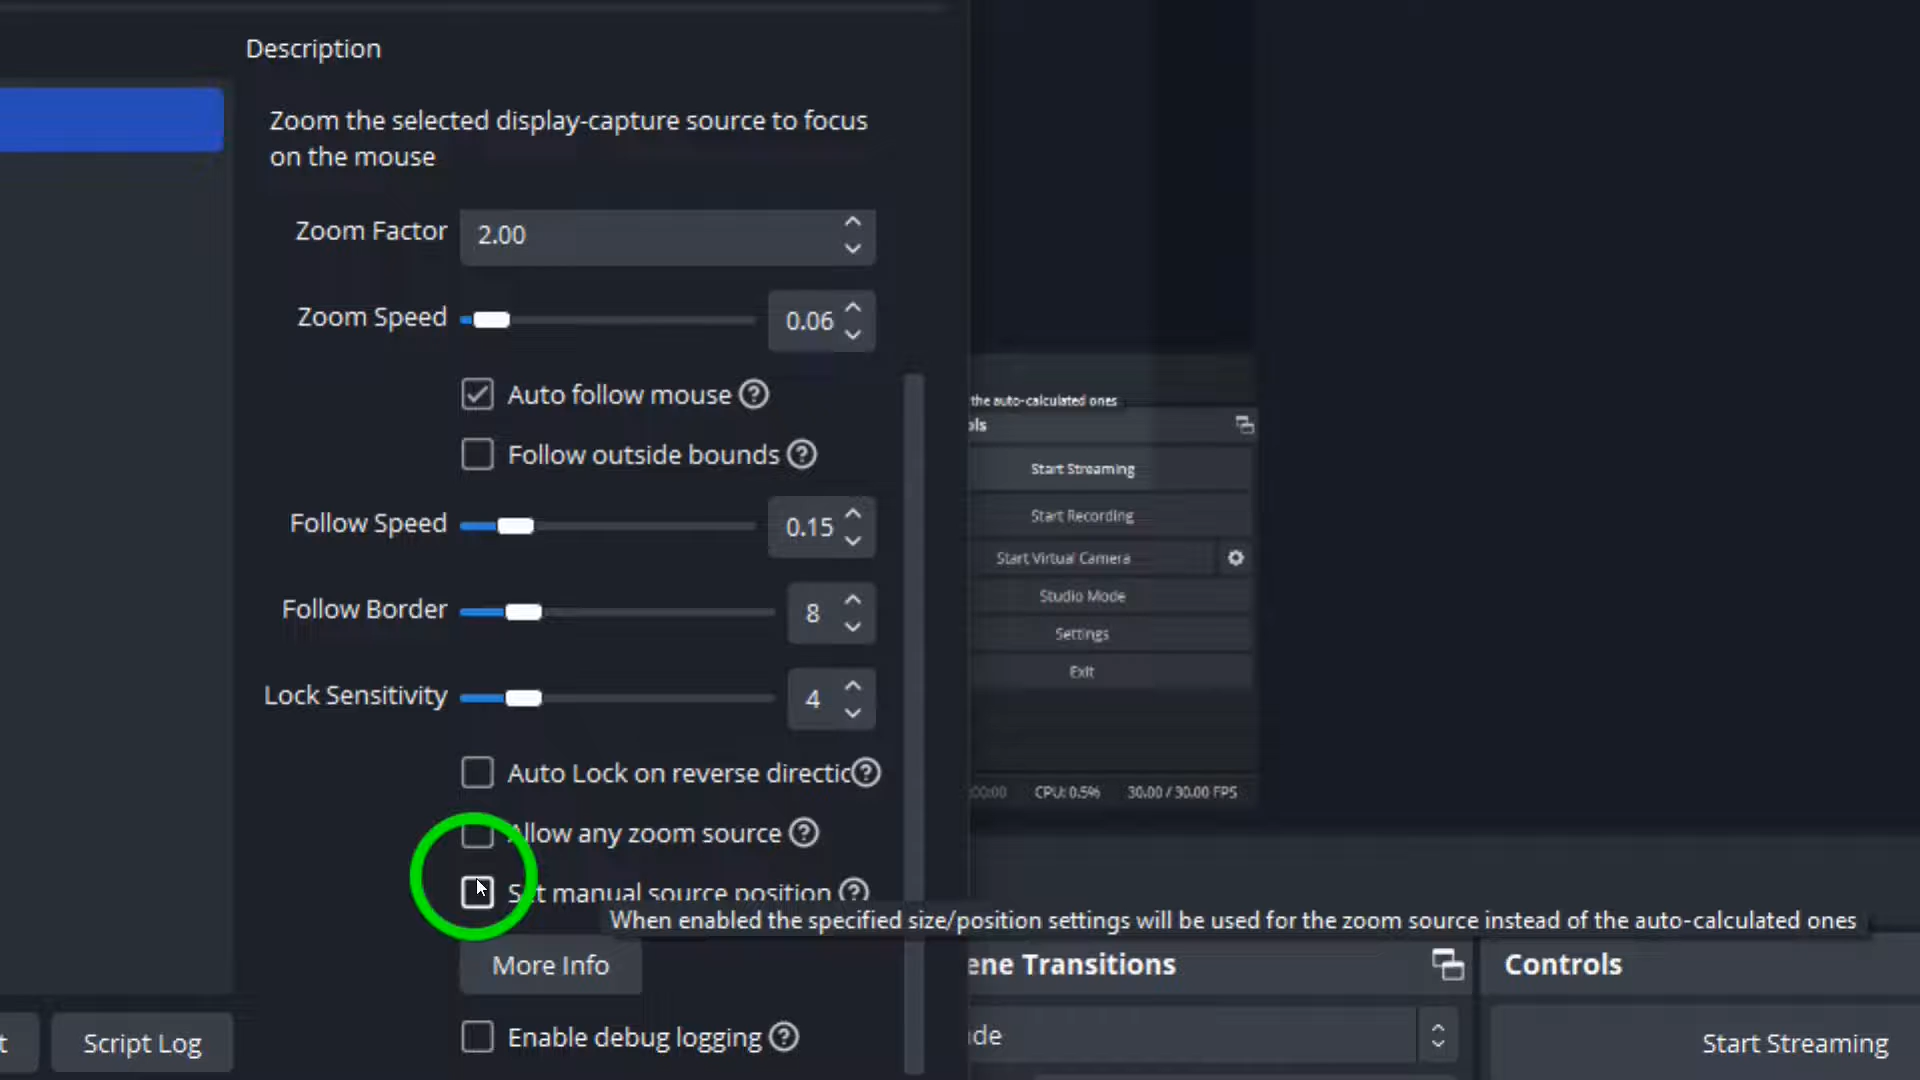 Description
Zoom the selected display-capture source to focus
on the mouse
Zoom Factor 2.00
Zoom Speed 0.06
Auto follow mouse
Follow outside bounds
Follow Speed 0.15
Follow Border 8
Lock Sensitivity 4
Auto Lock on reverse directic
Allow any zoom source
Set manual source position
When enabled the specified size/position settings will be used for the zoom source instead of the auto-calculated ones
More Info
Enable debug logging
t
Script Log
the auto-calculated ones
ols
Start Streaming
Start Recording
Start Virtual Camera
Studio Mode
Settings
Exit
00:00 CPU: 0.5% 30.00 / 30.00 FPS
ene Transitions
Controls
de
Start Streaming